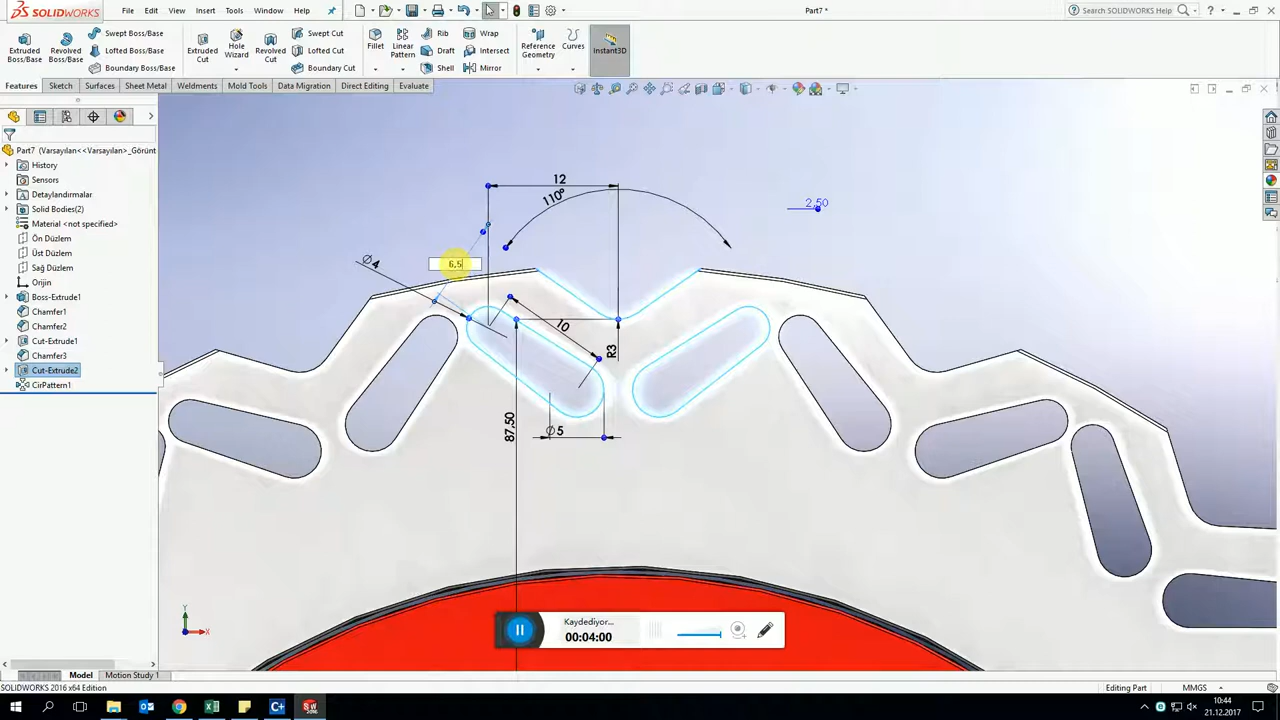 SOLIDWORKS
File Edit View Insert Tools Window Help
Part7 *
Search SOLIDWORKS Help
Extruded Boss/Base
Revolved Boss/Base
Swept Boss/Base
Lofted Boss/Base
Boundary Boss/Base
Extruded Cut
Hole Wizard
Revolved Cut
Swept Cut
Lofted Cut
Boundary Cut
Fillet
Linear Pattern
Rib
Draft
Shell
Wrap
Intersect
Mirror
Reference Geometry
Curves
Instant3D
Features Sketch Surfaces Sheet Metal Weldments Mold Tools Data Migration Direct Editing Evaluate
Part7 (Varsayılan<<Varsayılan>_Görünt
History
Sensors
Detaylandırmalar
Solid Bodies(2)
Material <not specified>
Ön Düzlem
Üst Düzlem
Sağ Düzlem
Orijin
Boss-Extrude1
Chamfer1
Chamfer2
Cut-Extrude1
Chamfer3
Cut-Extrude2
CirPattern1
12
110°
2,50
∅4
6,5
10
R3
87,50
∅5
Y
X
Kaydediyor...
00:04:00
Model Motion Study 1
SOLIDWORKS 2016 x64 Edition
Editing Part
MMGS
10:44
21.12.2017